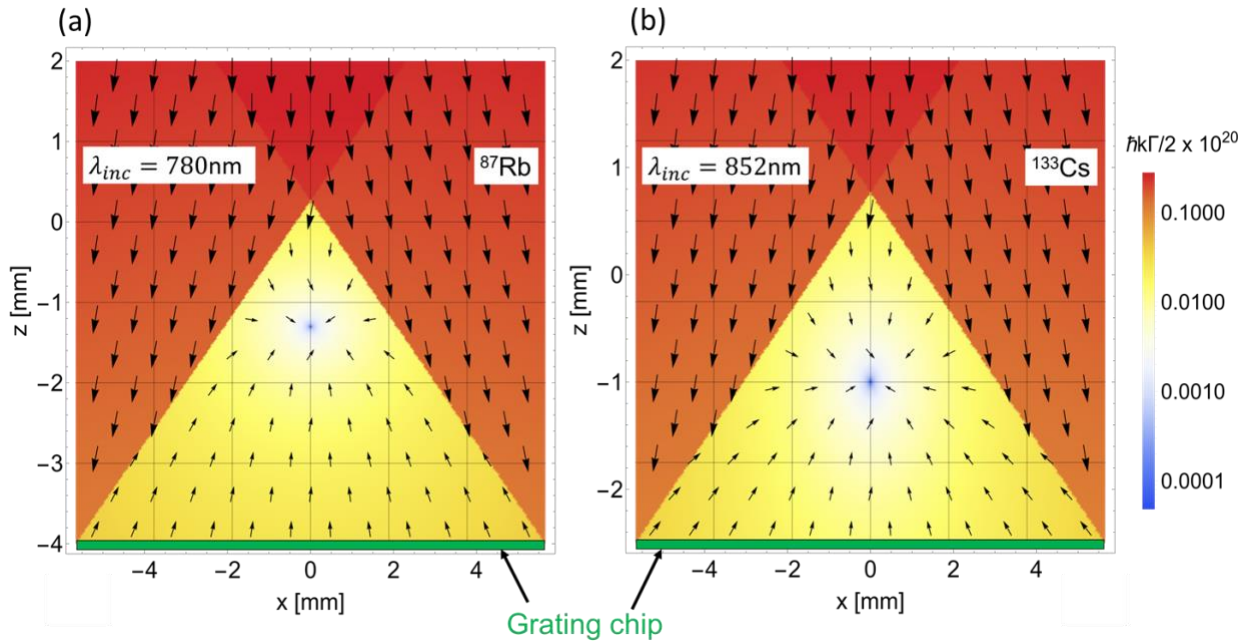 (a)
(b)
λinc = 780nm
87Rb
λinc = 852nm
133Cs
ℏkΓ/2 x 10^20
0.1000
0.0100
0.0010
0.0001
z [mm]
2
1
0
−1
−2
−3
−4
−4
−2
0
2
4
x [mm]
z [mm]
2
1
0
−1
−2
−4
−2
0
2
4
x [mm]
Grating chip